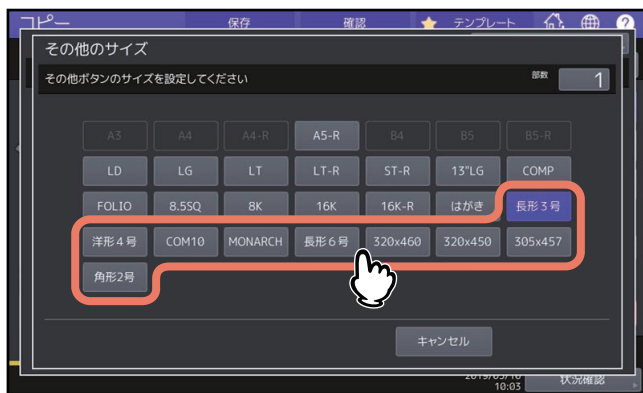 コピー 保存 確認 テンプレート ?
その他のサイズ
その他ボタンのサイズを設定してください 部数 1
A3 A4 A4-R A5-R B4 B5 B5-R
LD LG LT LT-R ST-R 13"LG COMP
FOLIO 8.5SQ 8K 16K 16K-R はがき 長形3号
洋形4号 COM10 MONARCH 長形6号 320x460 320x450 305x457
角形2号
キャンセル
2019/05/10
10:03 状況確認